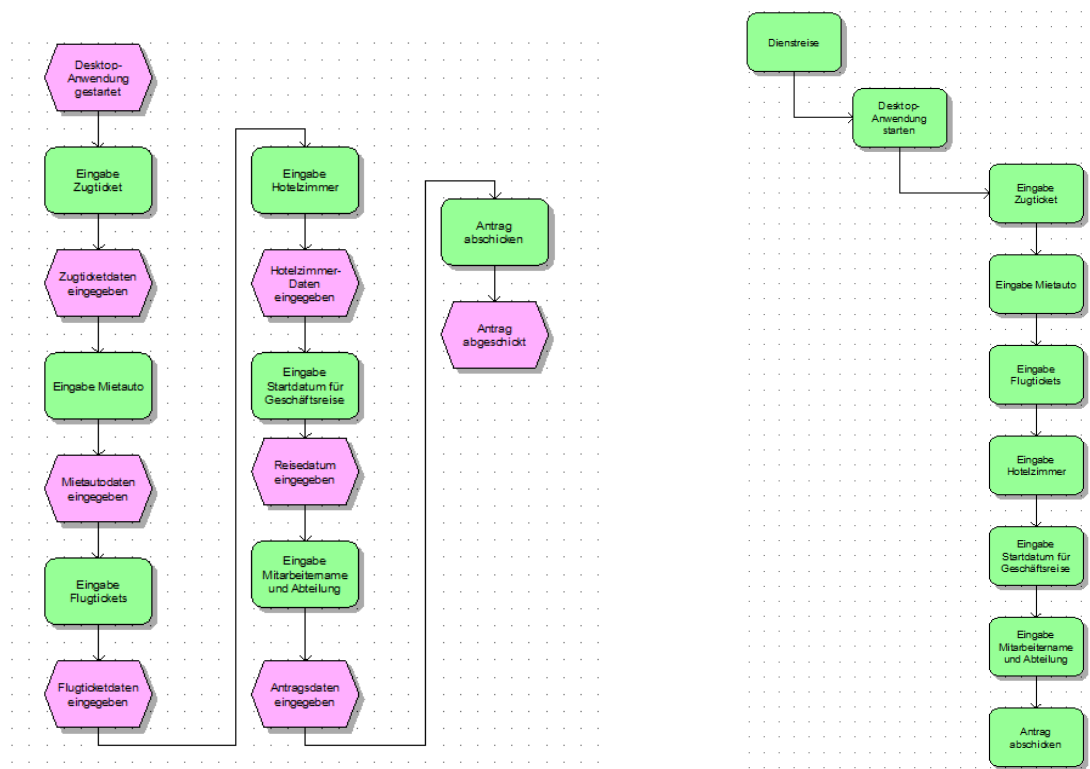 Desktop-
Anwendung
gestartet
Eingabe
Zugticket
Zugticketdaten
eingegeben
Eingabe Mietauto
Mietautodaten
eingegeben
Eingabe
Flugtickets
Flugticketdaten
eingegeben
Eingabe
Hotelzimmer
Hotelzimmer-
Daten
eingegeben
Eingabe
Startdatum für
Geschäftsreise
Reisedatum
eingegeben
Eingabe
Mitarbeitername
und Abteilung
Antragsdaten
eingegeben
Antrag
abschicken
Antrag
abgeschickt
Dienstreise
Desktop-
Anwendung
starten
Eingabe
Zugticket
Eingabe Mietauto
Eingabe
Flugtickets
Eingabe
Hotelzimmer
Eingabe
Startdatum für
Geschäftsreise
Eingabe
Mitarbeitername
und Abteilung
Antrag
abschicken